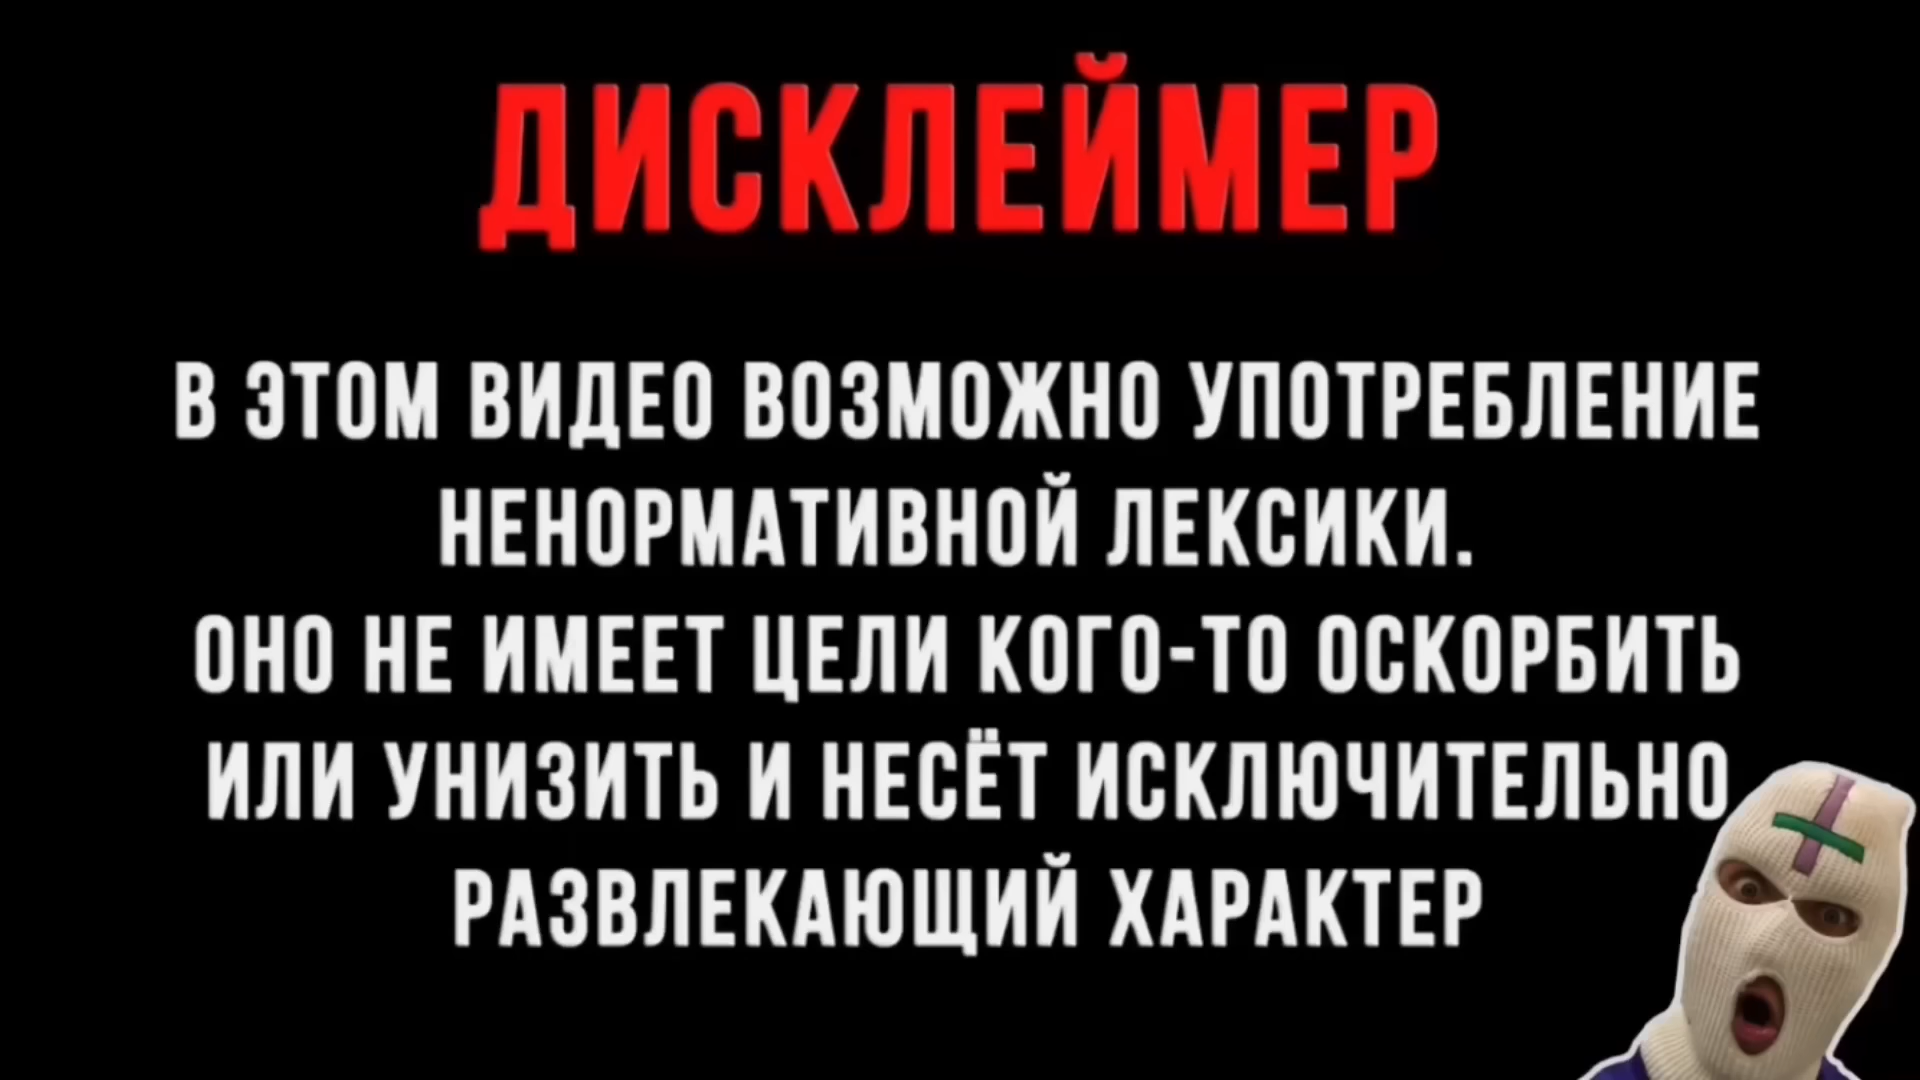 ДИСКЛЕЙМЕР
В ЭТОМ ВИДЕО ВОЗМОЖНО УПОТРЕБЛЕНИЕ
НЕНОРМАТИВНОЙ ЛЕКСИКИ.
ОНО НЕ ИМЕЕТ ЦЕЛИ КОГО-ТО ОСКОРБИТЬ
ИЛИ УНИЗИТЬ И НЕСЁТ ИСКЛЮЧИТЕЛЬНО
РАЗВЛЕКАЮЩИЙ ХАРАКТЕР